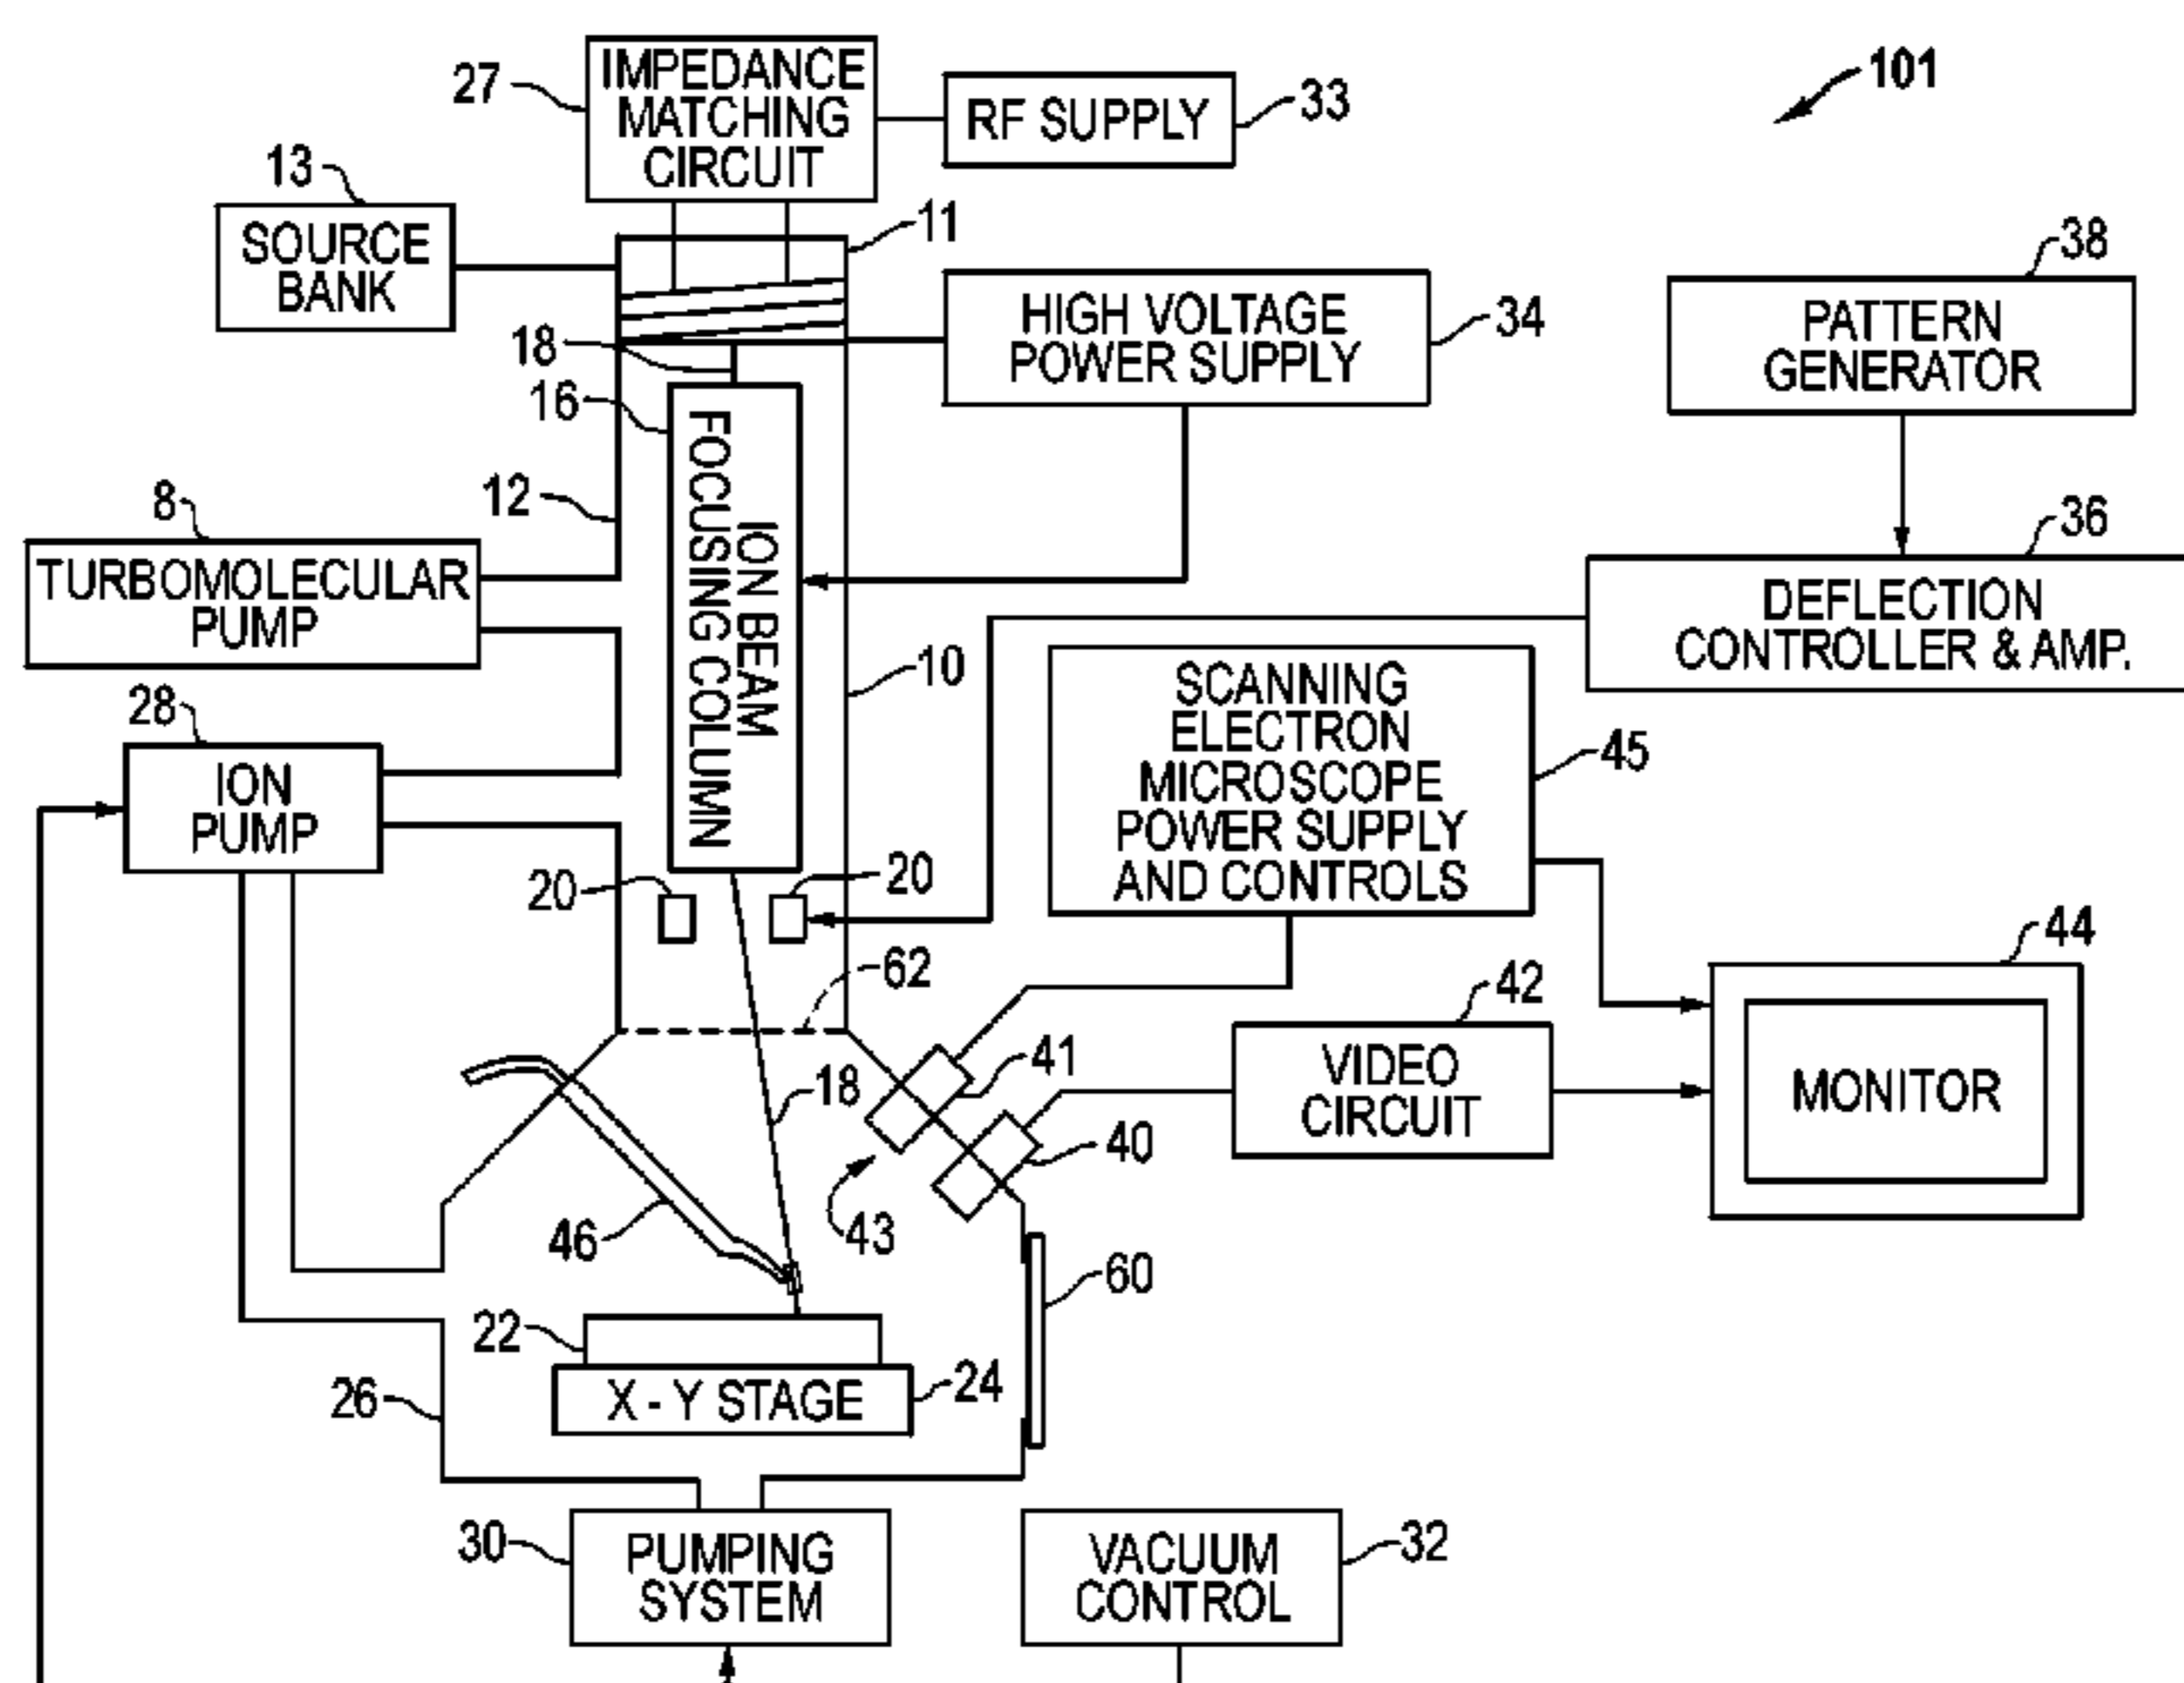 101
27
IMPEDANCE
MATCHING
CIRCUIT
RF SUPPLY
33
13
SOURCE
BANK
11
18
HIGH VOLTAGE
POWER SUPPLY
34
38
PATTERN
GENERATOR
16
ION BEAM
FOCUSING COLUMN
12
8
TURBOMOLECULAR
PUMP
36
DEFLECTION
CONTROLLER & AMP.
10
28
ION
PUMP
SCANNING
ELECTRON
MICROSCOPE
POWER SUPPLY
AND CONTROLS
45
20
20
62
44
MONITOR
42
VIDEO
CIRCUIT
41
18
40
43
46
60
22
X - Y STAGE
24
26
30
PUMPING
SYSTEM
VACUUM
CONTROL
32